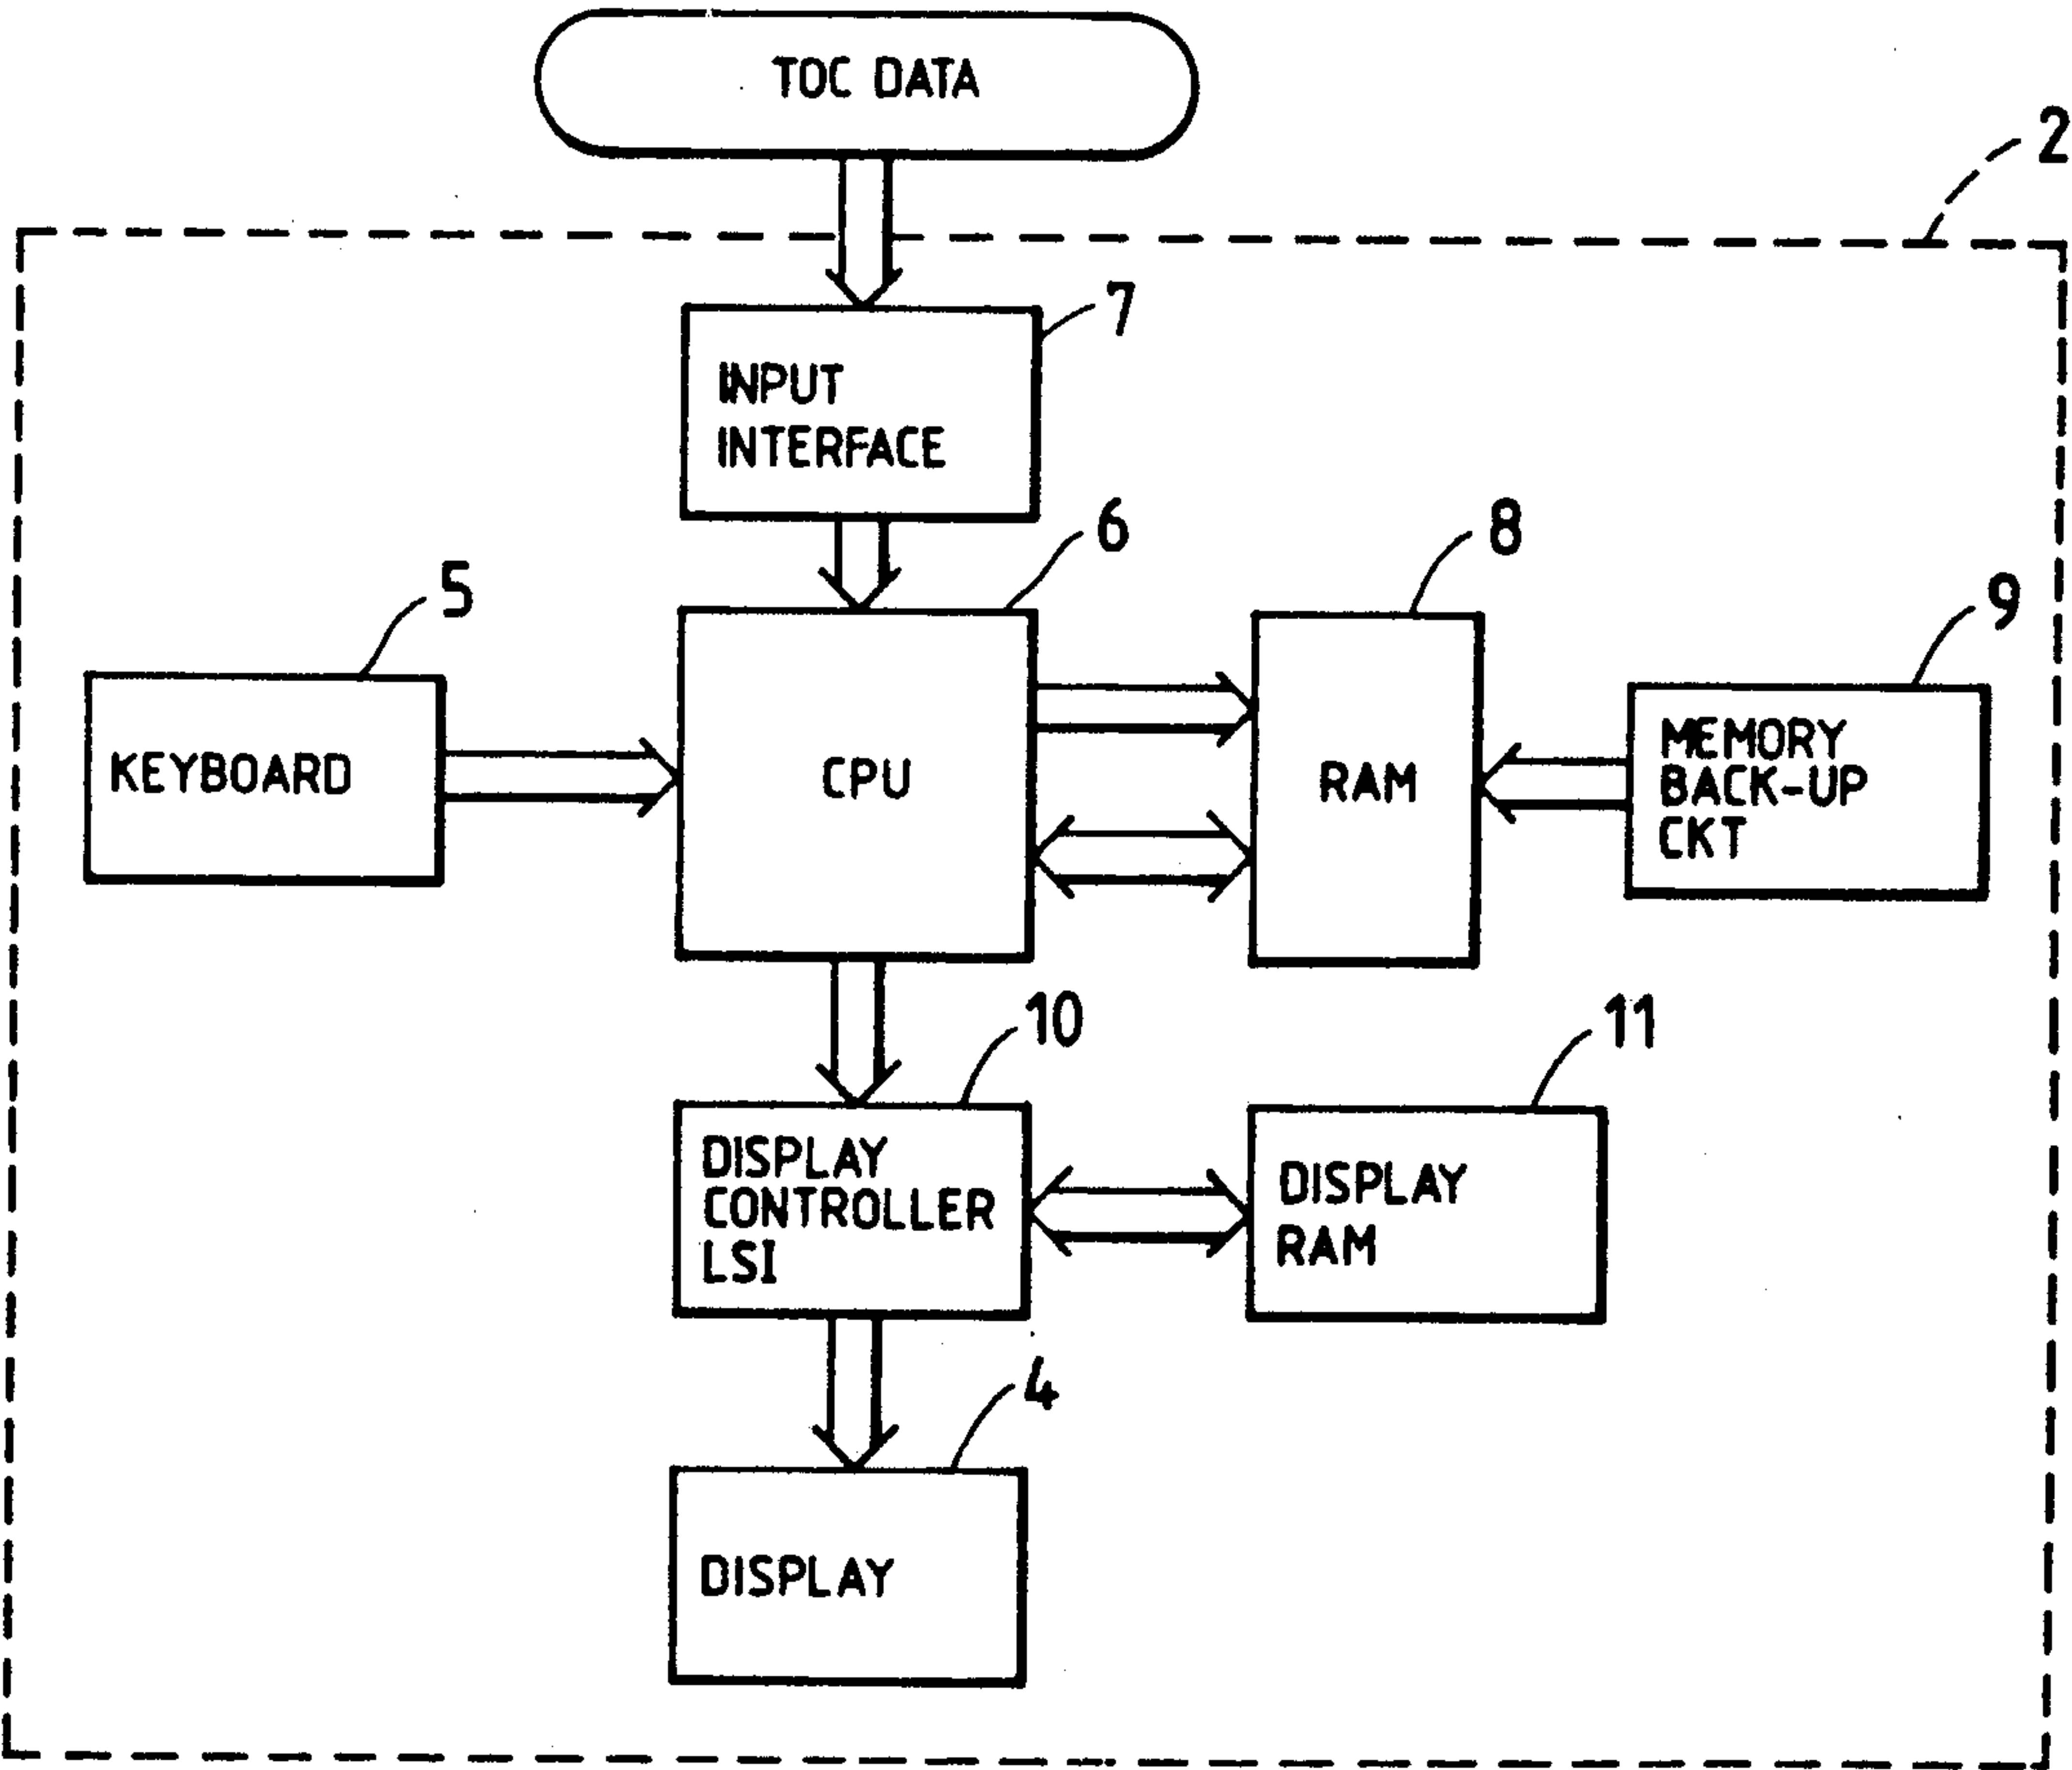 TOC DATA
2
7
INPUT
INTERFACE
6
8
5
9
KEYBOARD
CPU
RAM
MEMORY
BACK-UP
CKT
10
11
DISPLAY
CONTROLLER
LSI
DISPLAY
RAM
4
DISPLAY